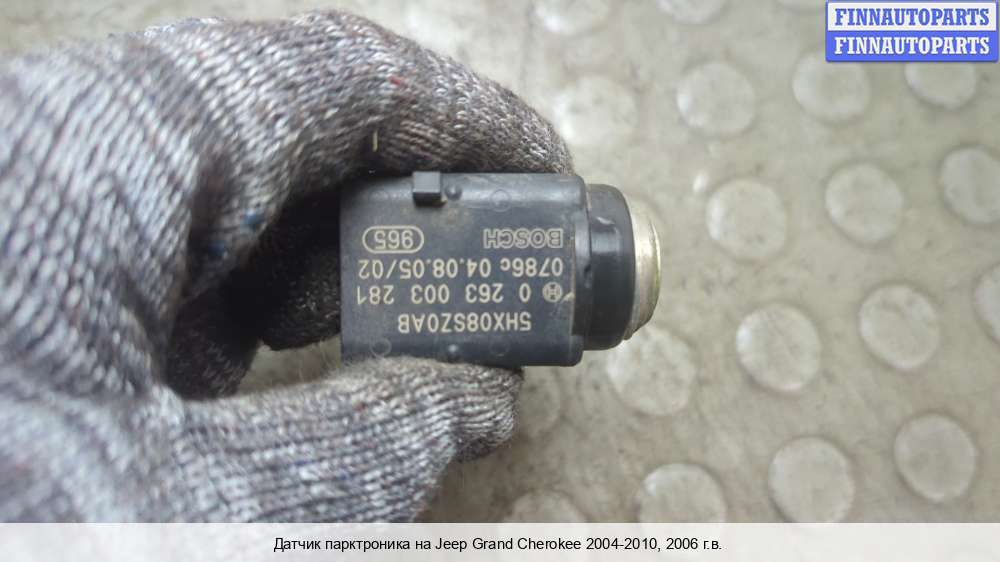 FINNAUTOPARTS
FINNAUTOPARTS
5HX08SZ0AB
0 263 003 281
0786c 04.08.05/02
BOSCH 965
Датчик парктроника на Jeep Grand Cherokee 2004-2010, 2006 г.в.